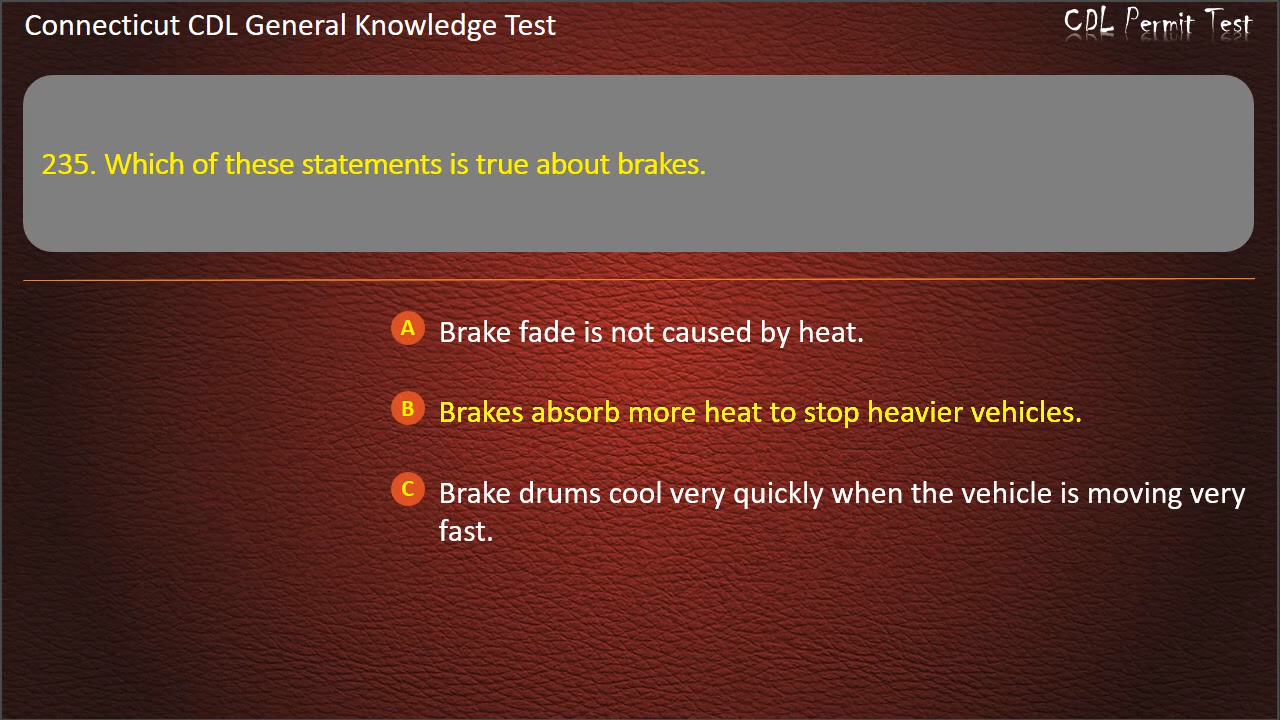 Connecticut CDL General Knowledge Test
CDL Permit Test
235. Which of these statements is true about brakes.
A Brake fade is not caused by heat.
B Brakes absorb more heat to stop heavier vehicles.
C Brake drums cool very quickly when the vehicle is moving very
fast.